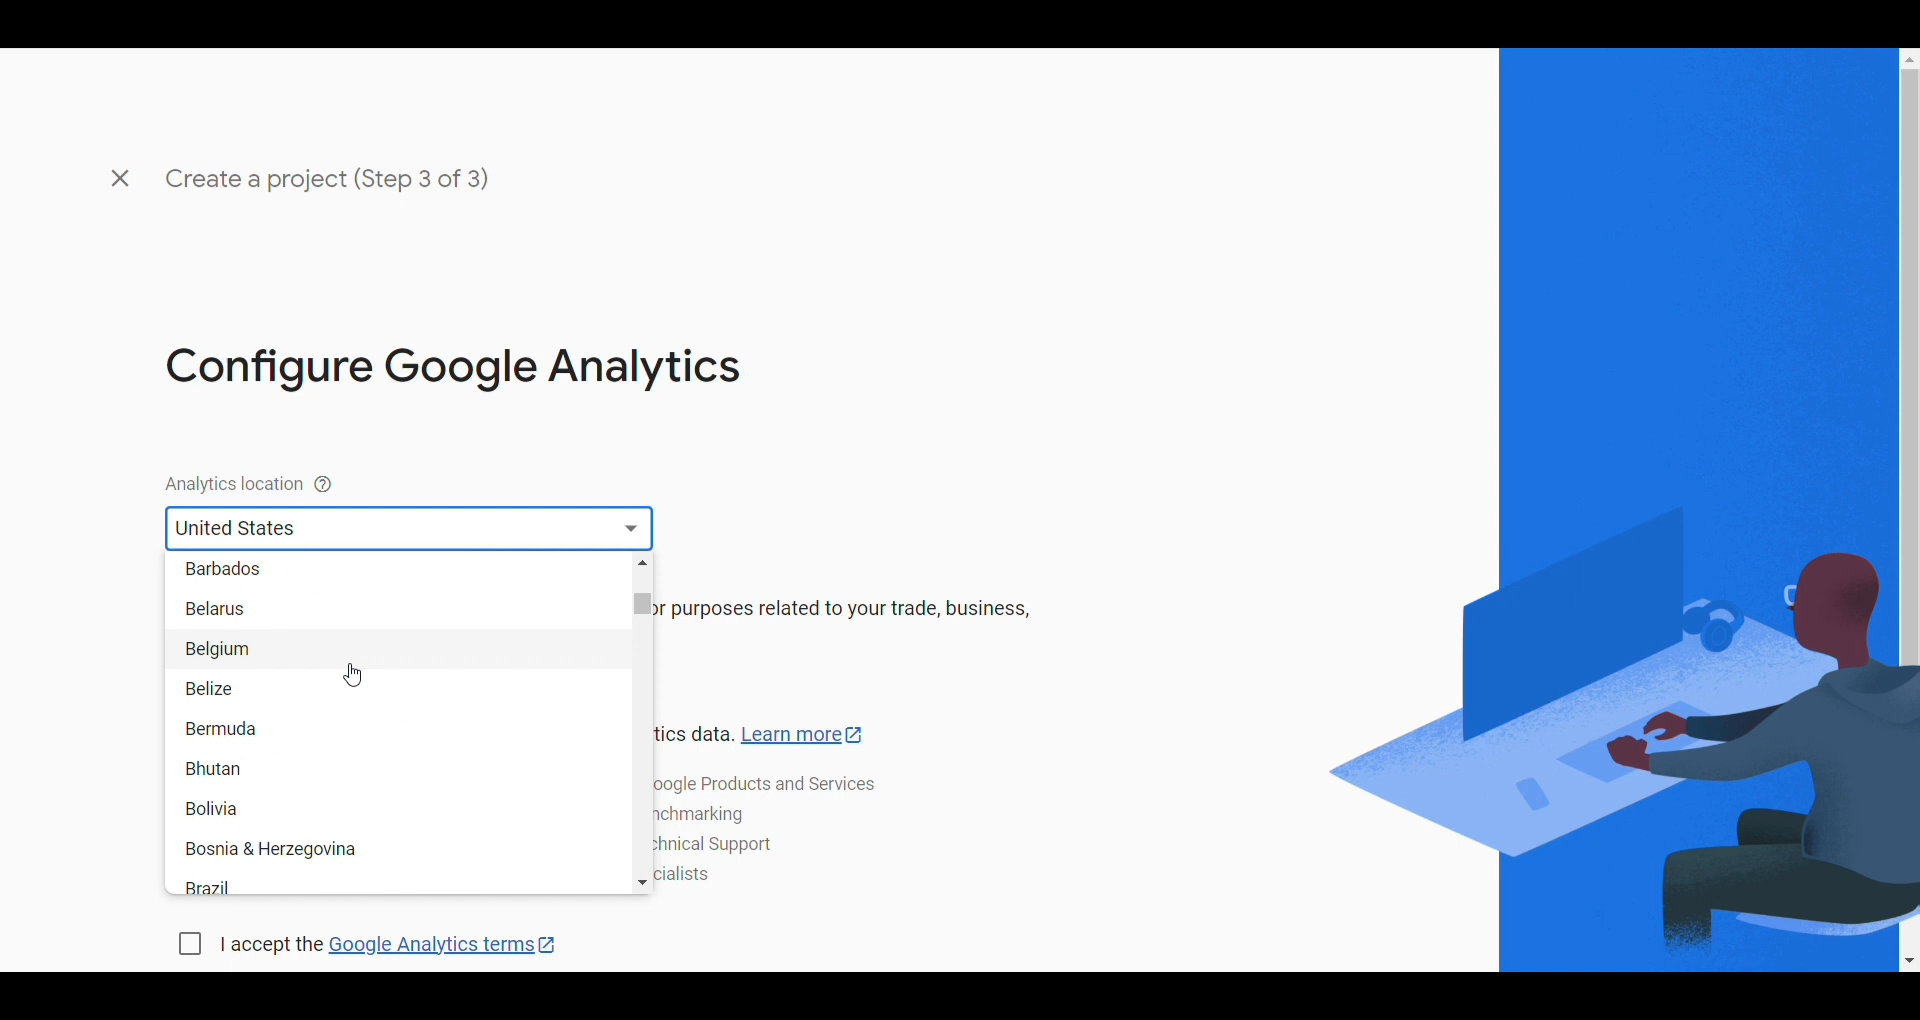 Create a project (Step 3 of 3)
Configure Google Analytics
Analytics location
United States
Barbados
Belarus
or purposes related to your trade, business,
Belgium
Belize
Bermuda
tics data. Learn more
Bhutan
oogle Products and Services
Bolivia
nchmarking
Bosnia & Herzegovina
chnical Support
cialists
Brazil
I accept the Google Analytics terms